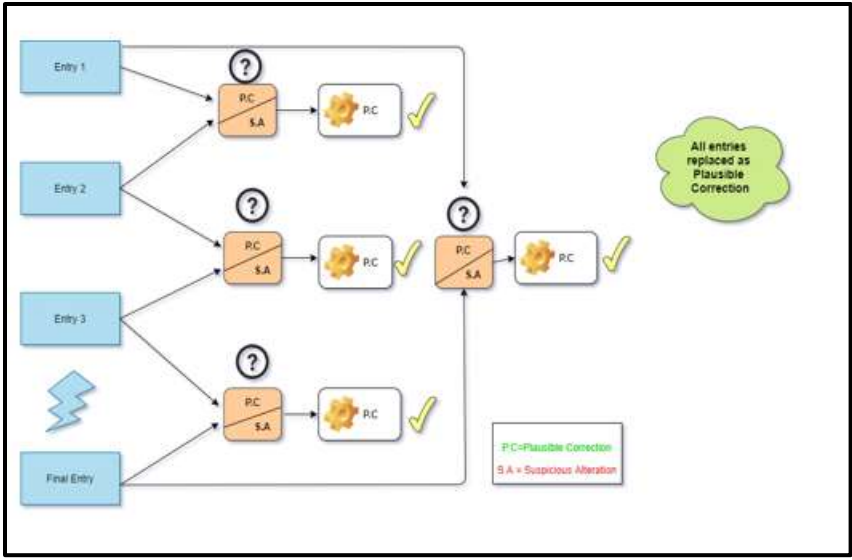 Entry 1
?
P.C
S.A
P.C
Entry 2
?
P.C
S.A
P.C
?
P.C
S.A
P.C
All entries
replaced as
Plausible
Correction
Entry 3
?
P.C
S.A
P.C
Final Entry
P.C=Plausible Correction
S.A = Suspicious Alteration